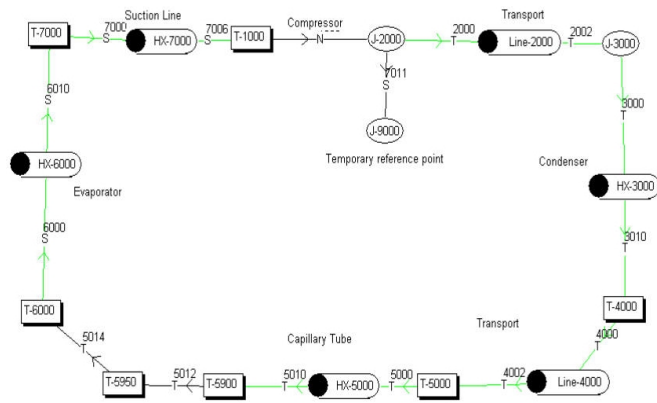 Suction Line
Compressor
Transport
T-7000
S
7000
HX-7000
S
7006
T-1000
N
J-2000
T
2000
Line-2000
T
2002
J-3000
6010
S
7011
S
3000
T
J-9000
Temporary reference point
HX-6000
Evaporator
Condenser
HX-3000
6000
S
3010
T
T-6000
T-4000
5014
T
Capillary Tube
Transport
4000
T
T-5950
5012
T
T-5900
5010
T
HX-5000
5000
T
T-5000
4002
T
Line-4000